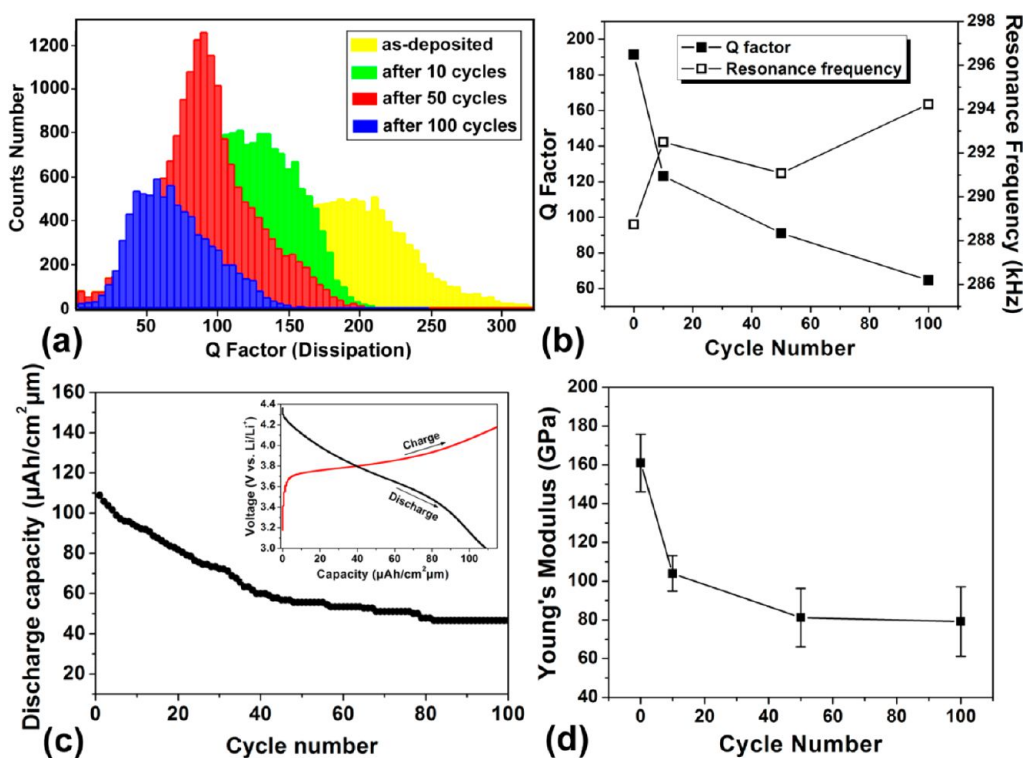 1200
1000
800
600
400
200
0
Counts Number
as-deposited
after 10 cycles
after 50 cycles
after 100 cycles
50 100 150 200 250 300
Q Factor (Dissipation)
(a)
200
180
160
140
120
100
80
60
Q Factor
Q factor
Resonance frequency
298
296
294
292
290
288
286
Resonance Frequency (kHz)
0 20 40 60 80 100
Cycle Number
(b)
160
140
120
100
80
60
40
20
Discharge capacity (μAh/cm²μm)
4.4
4.2
4.0
3.8
3.6
3.4
3.2
3.0
Voltage (V vs. Li/Li⁺)
Charge
Discharge
0 20 40 60 80 100
Capacity (μAh/cm²μm)
0 20 40 60 80 100
Cycle number
(c)
200
180
160
140
120
100
80
60
40
Young's Modulus (GPa)
0 20 40 60 80 100
Cycle Number
(d)